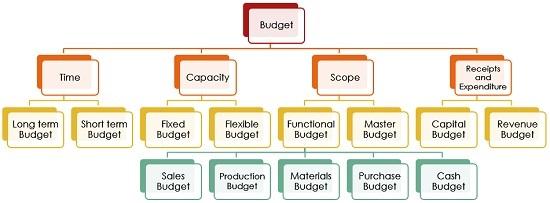 Budget
Time
Capacity
Scope
Receipts
and
Expenditure
Long term
Budget
Short term
Budget
Fixed
Budget
Flexible
Budget
Functional
Budget
Master
Budget
Capital
Budget
Revenue
Budget
Sales
Budget
Production
Budget
Materials
Budget
Purchase
Budget
Cash
Budget